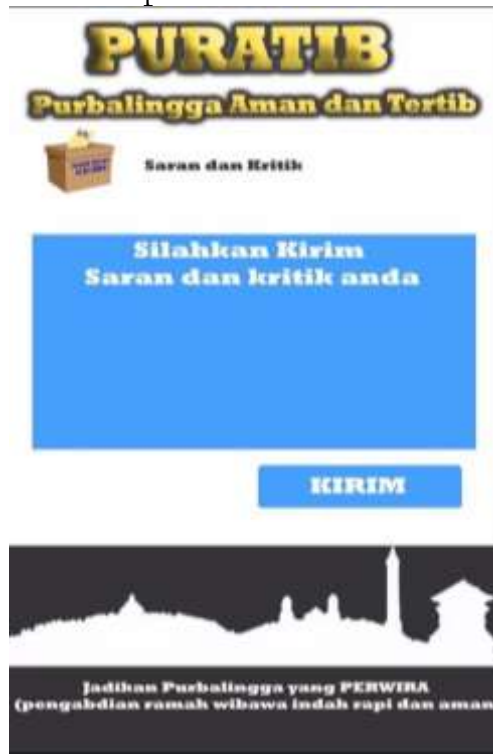 PURATIB
Purbalingga Aman dan Tertib
Saran dan Kritik
Silahkan Kirim
Saran dan kritik anda
KIRIM
Jadikan Purbalingga yang PERWIRA
(pengabdian ramah wibawa indah rapi dan aman